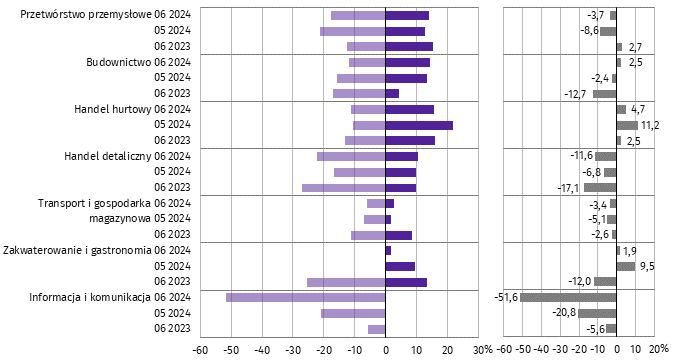 Przetwórstwo przemysłowe 06 2024 -3,7
05 2024 -8,6
06 2023 2,7
Budownictwo 06 2024 2,5
05 2024 -2,4
06 2023 -12,7
Handel hurtowy 06 2024 4,7
05 2024 11,2
06 2023 2,5
Handel detaliczny 06 2024 -11,6
05 2024 -6,8
06 2023 -17,1
Transport i gospodarka 06 2024 -3,4
magazynowa 05 2024 -5,1
06 2023 -2,6
Zakwaterowanie i gastronomia 06 2024 1,9
05 2024 9,5
06 2023 -12,0
Informacja i komunikacja 06 2024 -51,6
05 2024 -20,8
06 2023 -5,6
-60 -50 -40 -30 -20 -10 0 10 20 30% -60 -50 -40 -30 -20 -10 0 10 20%